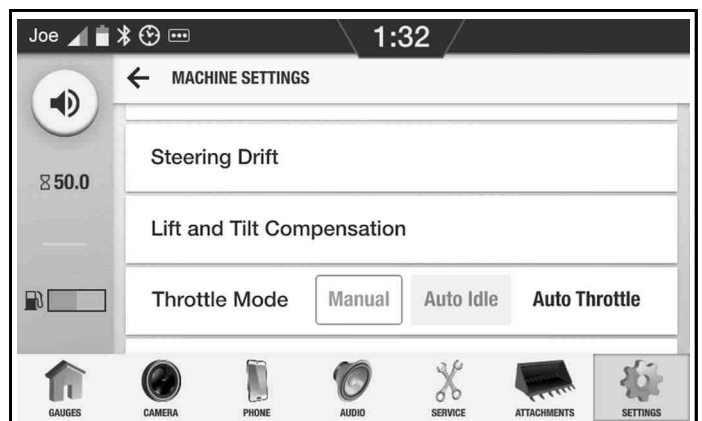 Joe 1:32
MACHINE SETTINGS
50.0
Steering Drift
Lift and Tilt Compensation
Throttle Mode Manual Auto Idle Auto Throttle
GAUGES CAMERA PHONE AUDIO SERVICE ATTACHMENTS SETTINGS